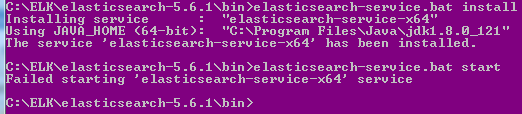 C:\ELK\elasticsearch-5.6.1\bin>elasticsearch-service.bat install
Installing service      :  "elasticsearch-service-x64"
Using JAVA_HOME (64-bit):  "C:\Program Files\Java\jdk1.8.0_121"
The service 'elasticsearch-service-x64' has been installed.
C:\ELK\elasticsearch-5.6.1\bin>elasticsearch-service.bat start
Failed starting 'elasticsearch-service-x64' service
C:\ELK\elasticsearch-5.6.1\bin>